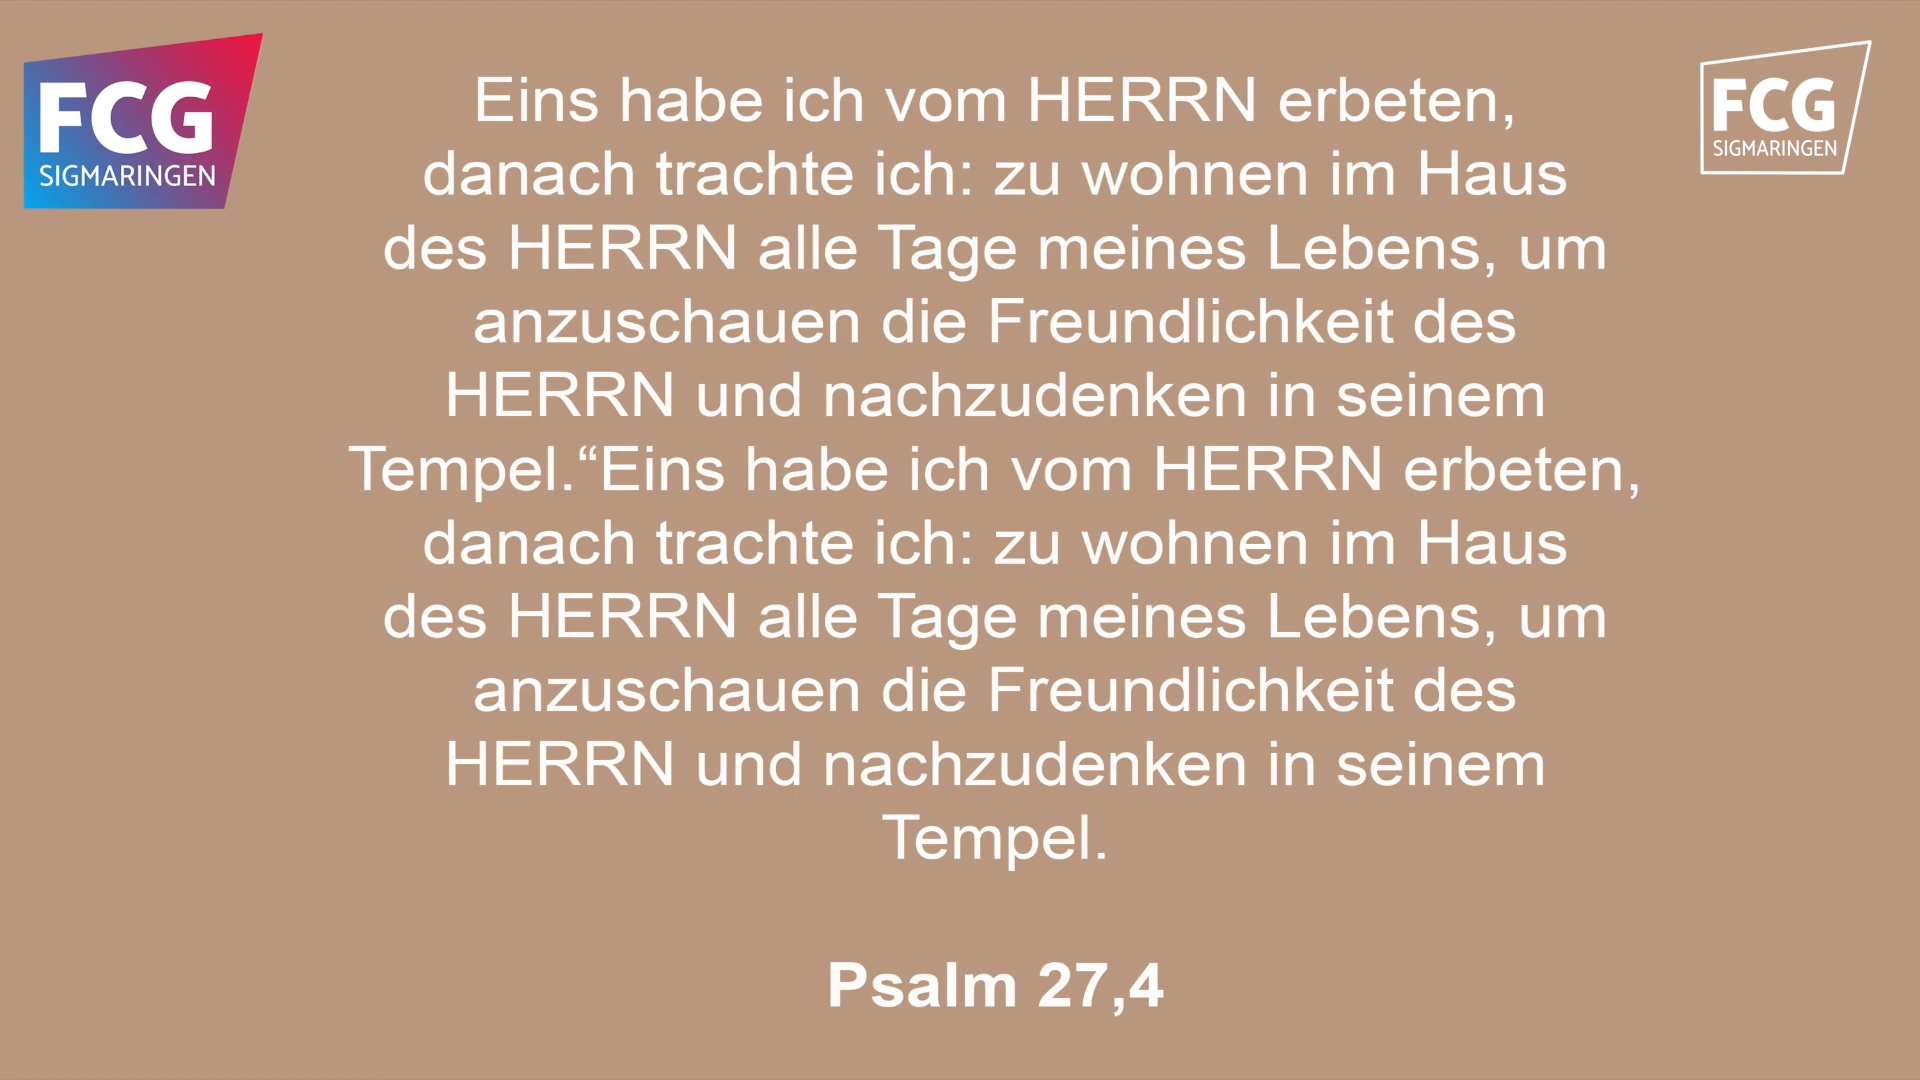 FCG
SIGMARINGEN
Eins habe ich vom HERRN erbeten,
danach trachte ich: zu wohnen im Haus
des HERRN alle Tage meines Lebens, um
anzuschauen die Freundlichkeit des
HERRN und nachzudenken in seinem
Tempel.“Eins habe ich vom HERRN erbeten,
danach trachte ich: zu wohnen im Haus
des HERRN alle Tage meines Lebens, um
anzuschauen die Freundlichkeit des
HERRN und nachzudenken in seinem
Tempel.
Psalm 27,4
FCG
SIGMARINGEN